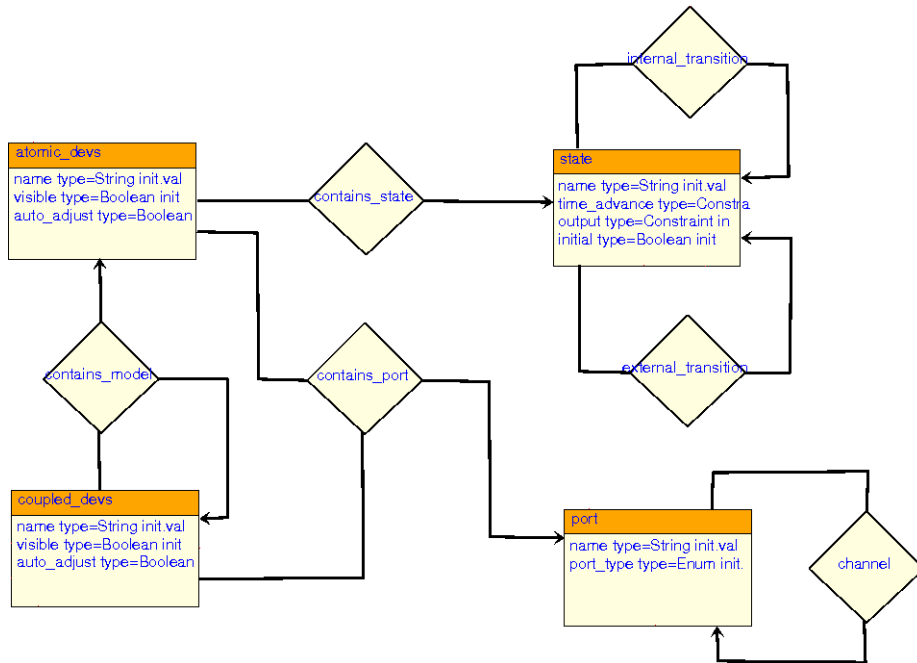 internal_transition
atomic_devs
name type=String init.val
visible type=Boolean init
auto_adjust type=Boolean
contains_state
state
name type=String init.val
time_advance type=Constra
output type=Constraint in
initial type=Boolean init
contains_model
contains_port
external_transition
coupled_devs
name type=String init.val
visible type=Boolean init
auto_adjust type=Boolean
port
name type=String init.val
port_type type=Enum init.
channel